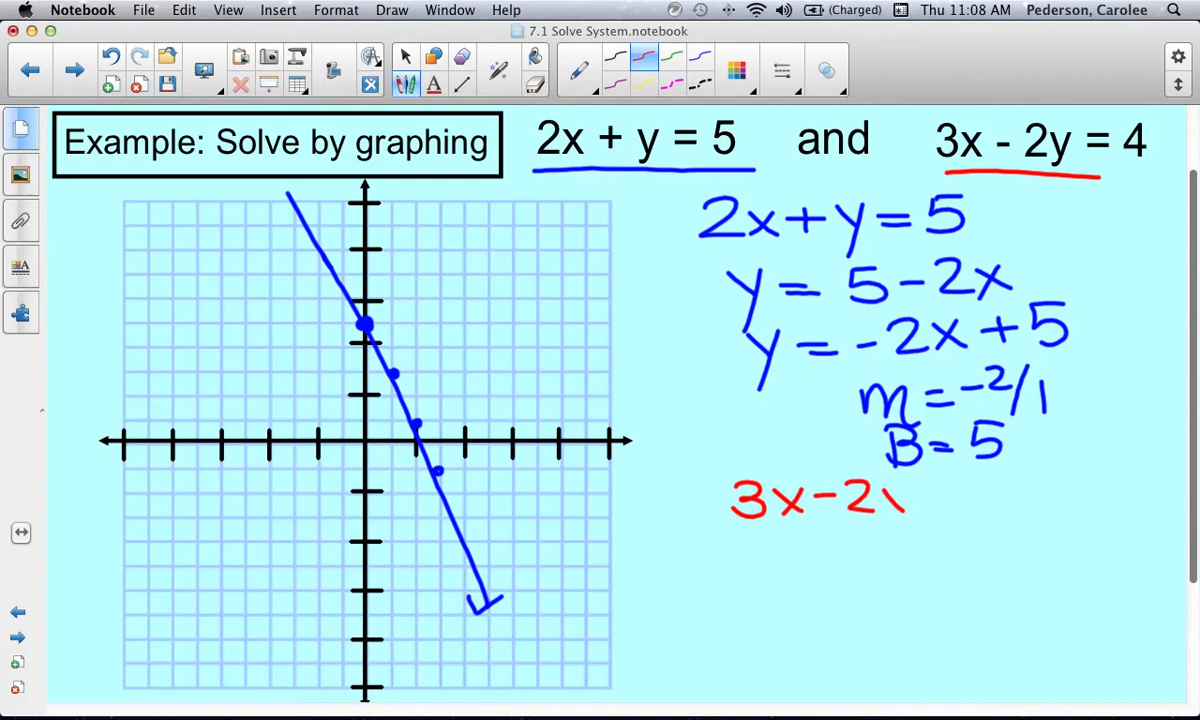 Notebook File Edit View Insert Format Draw Window Help (Charged) Thu 11:08 AM Pederson, Carolee
7.1 Solve System.notebook
Example: Solve by graphing 2x + y = 5 and 3x - 2y = 4
2x+y=5
y = 5-2x
y = -2x+5
m=-2/1
B=5
3x-2